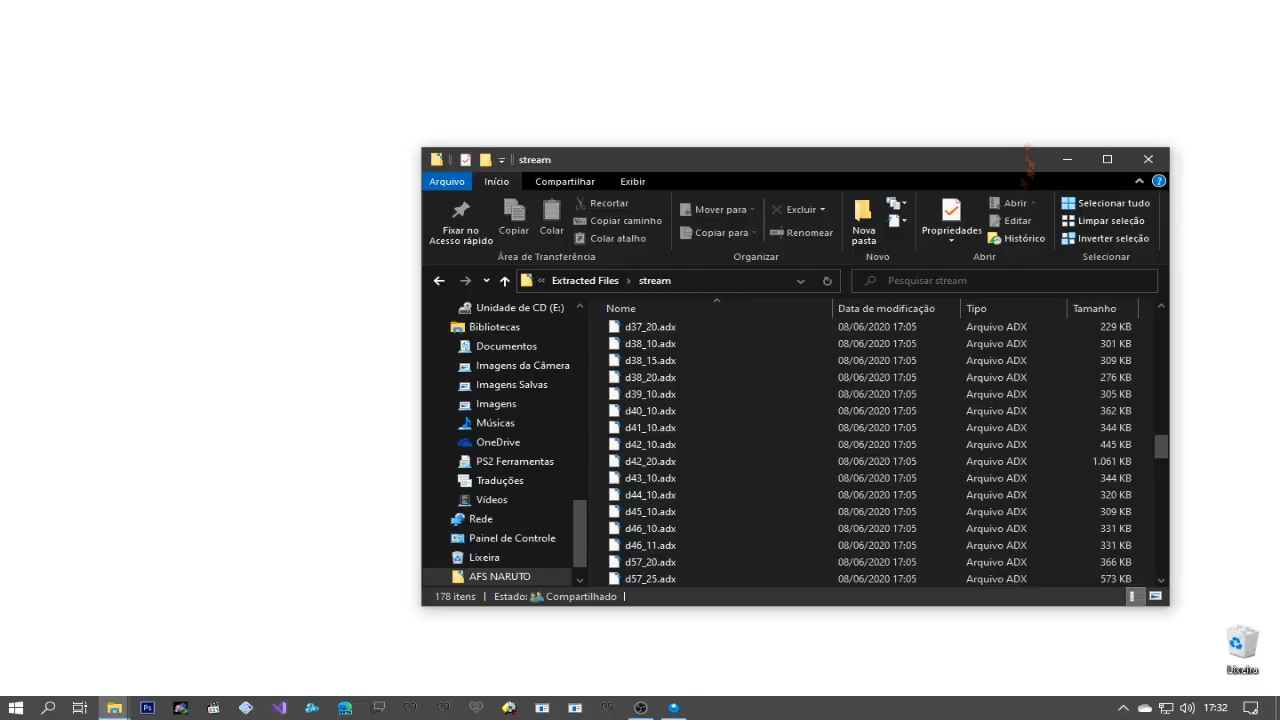 stream
Arquivo Início Compartilhar Exibir
Fixar no Acesso rápido
Copiar
Colar
Recortar
Copiar caminho
Colar atalho
Área de Transferência
Mover para
Copiar para
Excluir
Renomear
Organizar
Nova pasta
Novo
Propriedades
Abrir
Editar
Histórico
Abrir
Selecionar tudo
Limpar seleção
Inverter seleção
Selecionar
« Extracted Files › stream
Pesquisar stream
Unidade de CD (E:)
Bibliotecas
Documentos
Imagens da Câmera
Imagens Salvas
Imagens
Músicas
OneDrive
PS2 Ferramentas
Traduções
Vídeos
Rede
Painel de Controle
Lixeira
AFS NARUTO
Nome Data de modificação Tipo Tamanho
d37_20.adx 08/06/2020 17:05 Arquivo ADX 229 KB
d38_10.adx 08/06/2020 17:05 Arquivo ADX 301 KB
d38_15.adx 08/06/2020 17:05 Arquivo ADX 309 KB
d38_20.adx 08/06/2020 17:05 Arquivo ADX 276 KB
d39_10.adx 08/06/2020 17:05 Arquivo ADX 305 KB
d40_10.adx 08/06/2020 17:05 Arquivo ADX 362 KB
d41_10.adx 08/06/2020 17:05 Arquivo ADX 344 KB
d42_10.adx 08/06/2020 17:05 Arquivo ADX 445 KB
d42_20.adx 08/06/2020 17:05 Arquivo ADX 1.061 KB
d43_10.adx 08/06/2020 17:05 Arquivo ADX 344 KB
d44_10.adx 08/06/2020 17:05 Arquivo ADX 320 KB
d45_10.adx 08/06/2020 17:05 Arquivo ADX 309 KB
d46_10.adx 08/06/2020 17:05 Arquivo ADX 331 KB
d46_11.adx 08/06/2020 17:05 Arquivo ADX 331 KB
d57_20.adx 08/06/2020 17:05 Arquivo ADX 366 KB
d57_25.adx 08/06/2020 17:05 Arquivo ADX 573 KB
178 itens Estado: Compartilhado
Lixeira
Ps
17:32